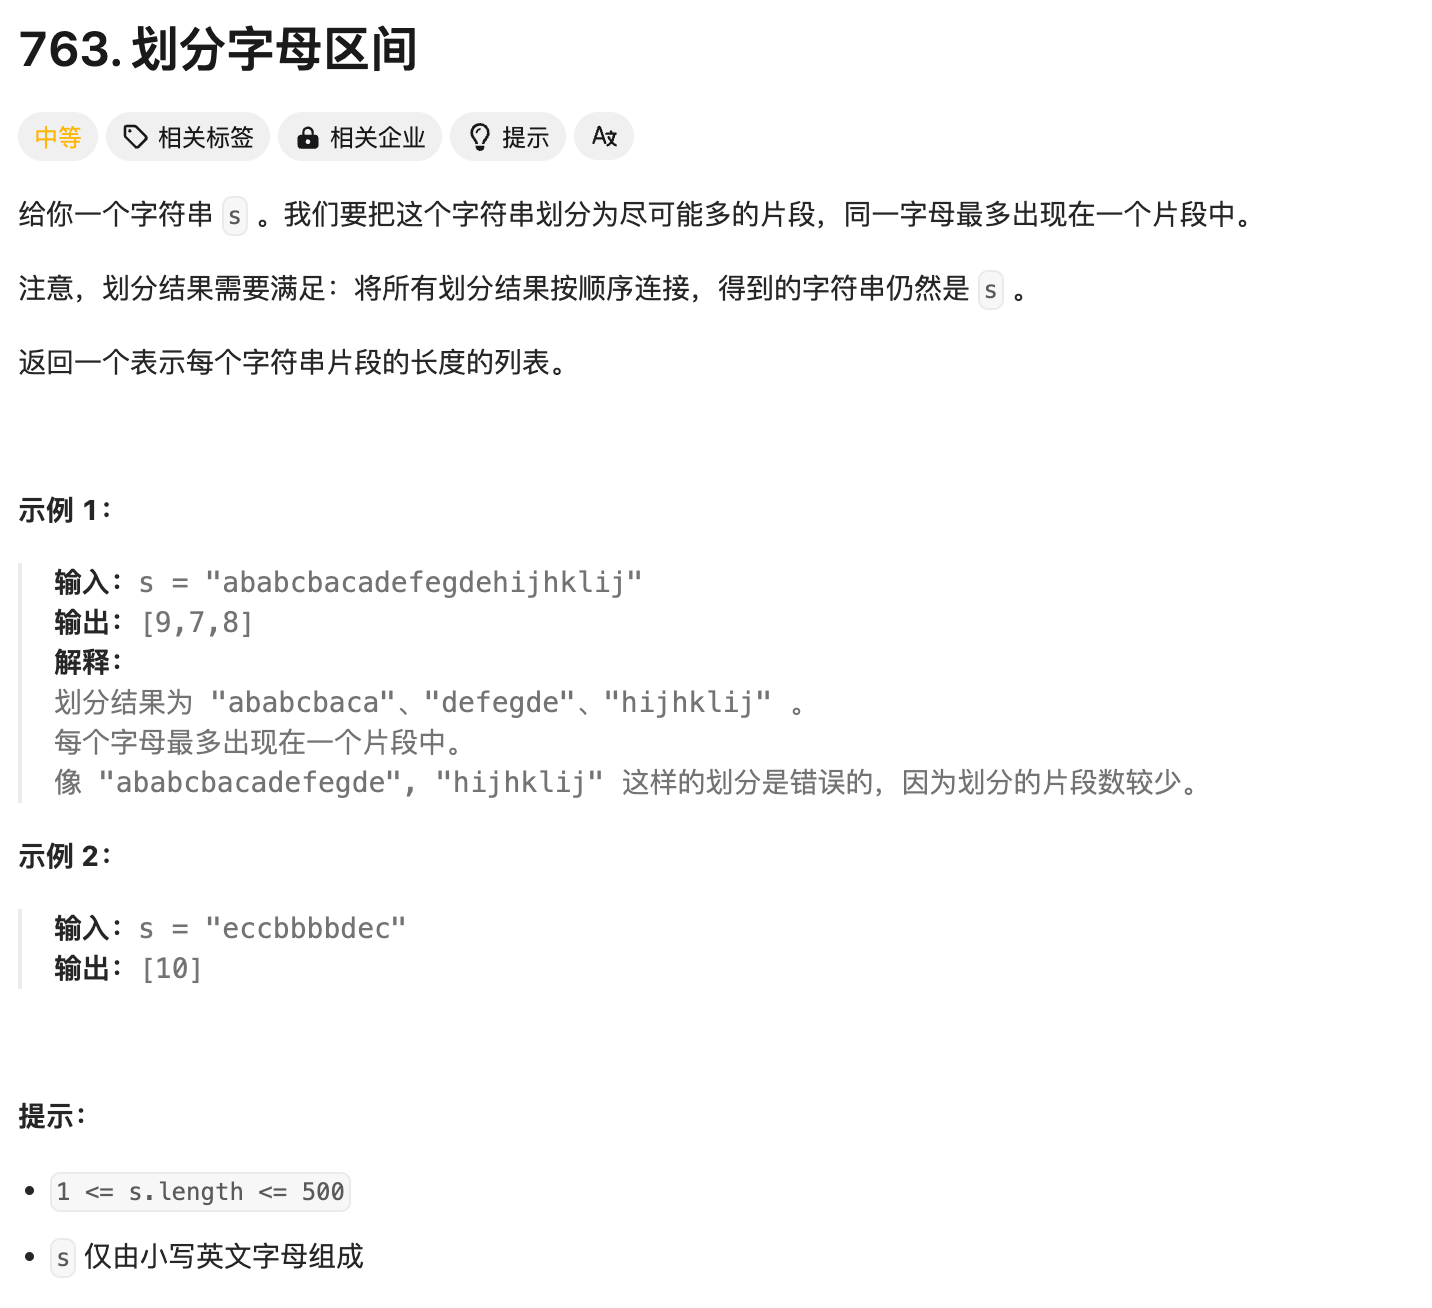 763. 划分字母区间
中等 相关标签 相关企业 提示 A文
给你一个字符串 s 。我们要把这个字符串划分为尽可能多的片段，同一字母最多出现在一个片段中。
注意，划分结果需要满足：将所有划分结果按顺序连接，得到的字符串仍然是 s 。
返回一个表示每个字符串片段的长度的列表。
示例 1：
输入：s = "ababcbacadefegdehijhklij"
输出：[9,7,8]
解释：
划分结果为 "ababcbaca"、"defegde"、"hijhklij" 。
每个字母最多出现在一个片段中。
像 "ababcbacadefegde", "hijhklij" 这样的划分是错误的，因为划分的片段数较少。
示例 2：
输入：s = "eccbbbbdec"
输出：[10]
提示：
• 1 <= s.length <= 500
• s 仅由小写英文字母组成